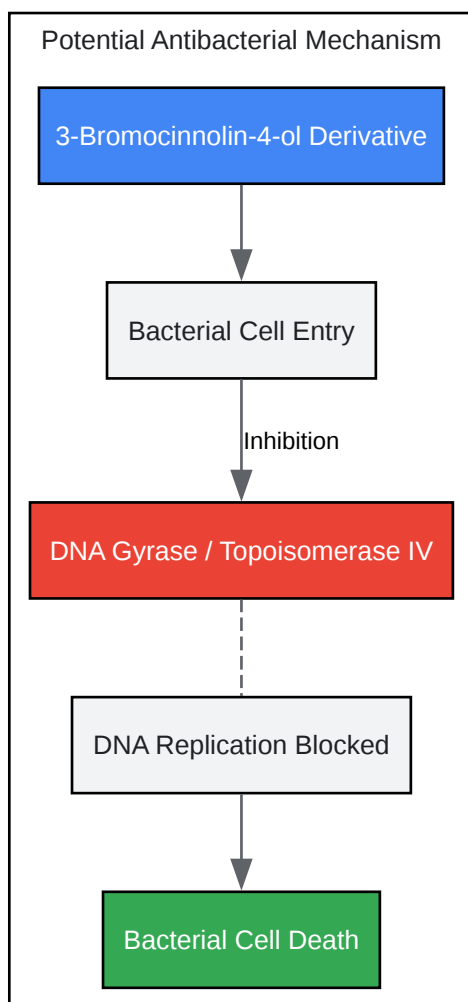 Potential Antibacterial Mechanism
3-Bromocinnolin-4-ol Derivative
Bacterial Cell Entry
Inhibition
DNA Gyrase / Topoisomerase IV
DNA Replication Blocked
Bacterial Cell Death